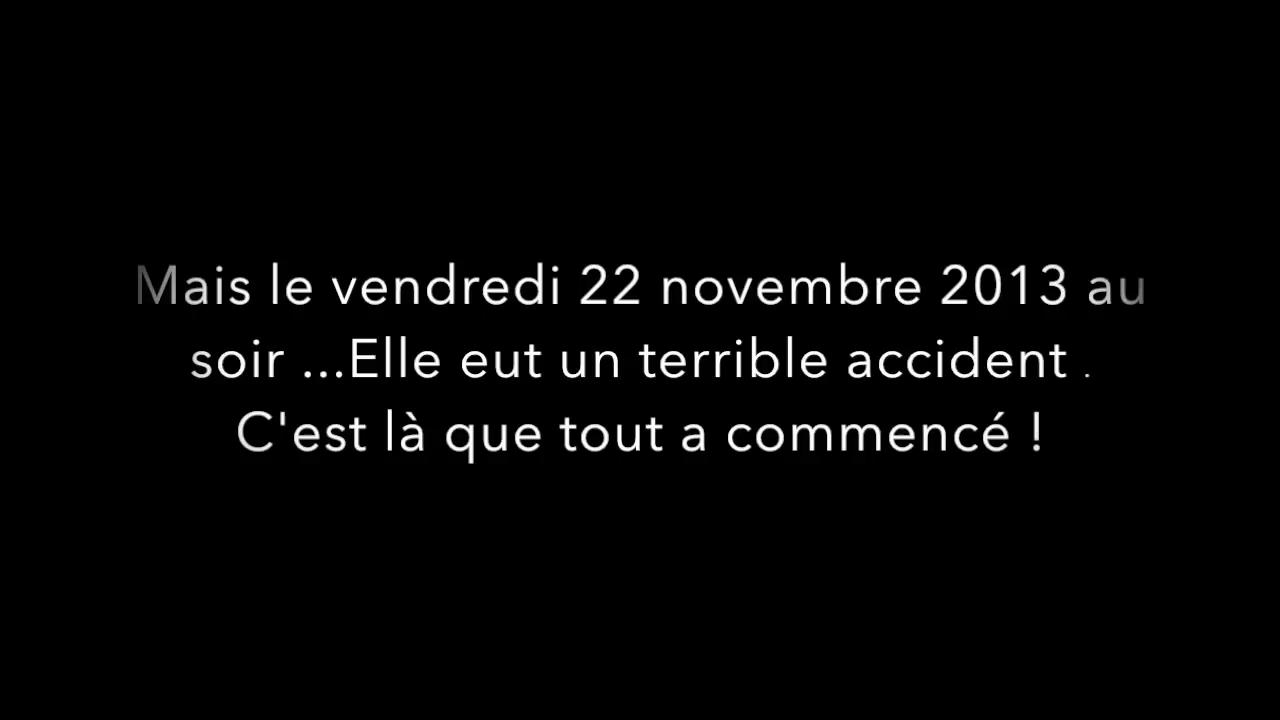 Mais le vendredi 22 novembre 2013 au
soir ...Elle eut un terrible accident .
C'est là que tout a commencé !